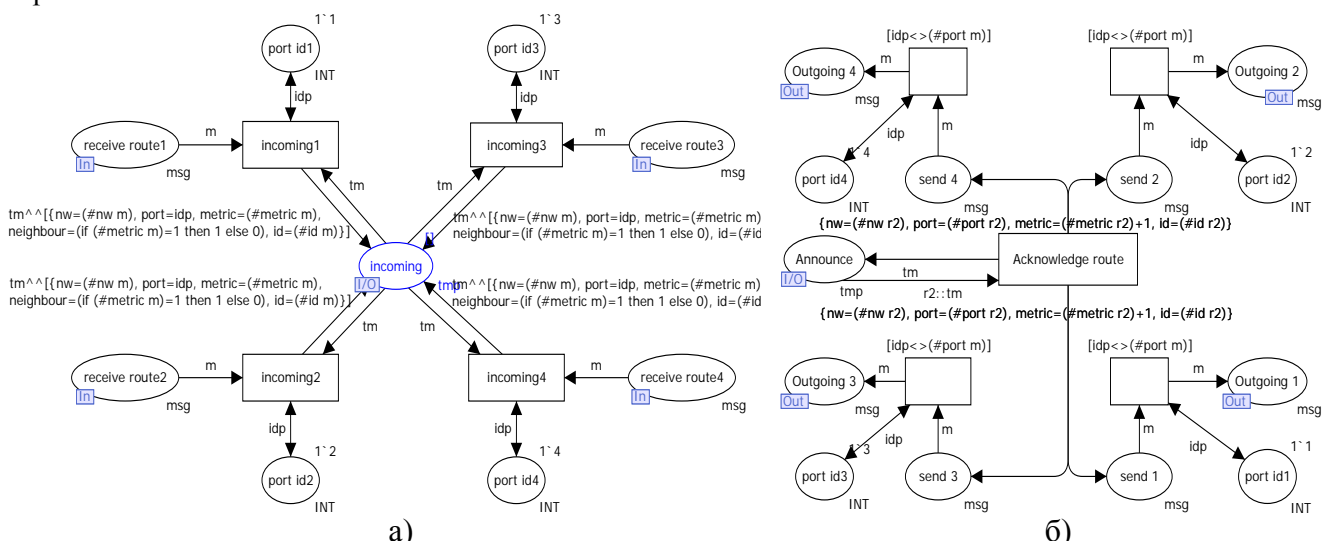 1`1
port id1
INT
idp
1`3
port id3
INT
idp
receive route1
In
msg
m
incoming1
incoming3
m
receive route3
In
msg
tm
tm
tm^^[{nw=(#nw m), port=idp, metric=(#metric m),
neighbour=(if (#metric m)=1 then 1 else 0), id=(#id m)}]
tm^^[{nw=(#nw m), port=idp, metric=(#metric m)
neighbour=(if (#metric m)=1 then 1 else 0), id=(#id
[]
incoming
I/O
tmp
tm^^[{nw=(#nw m), port=idp, metric=(#metric m),
neighbour=(if (#metric m)=1 then 1 else 0), id=(#id m)}]
tm^^[{nw=(#nw m), port=idp, metric=(#metric m)
neighbour=(if (#metric m)=1 then 1 else 0), id=(#id
tm
tm
receive route2
In
msg
m
incoming2
incoming4
m
receive route4
In
msg
idp
1`2
port id2
INT
idp
1`4
port id4
INT
а)
[idp<>(#port m)]
[idp<>(#port m)]
Outgoing 4
Out
msg
m
m
Outgoing 2
Out
msg
idp
m
m
idp
1`4
port id4
INT
send 4
msg
send 2
msg
1`2
port id2
INT
{nw=(#nw r2), port=(#port r2), metric=(#metric r2)+1, id=(#id r2)}
Announce
I/O
tmp
tm
r2::tm
Acknowledge route
{nw=(#nw r2), port=(#port r2), metric=(#metric r2)+1, id=(#id r2)}
[idp<>(#port m)]
[idp<>(#port m)]
Outgoing 3
Out
msg
m
m
Outgoing 1
Out
msg
idp
m
m
idp
1`3
port id3
INT
send 3
msg
send 1
msg
1`1
port id1
INT
б)